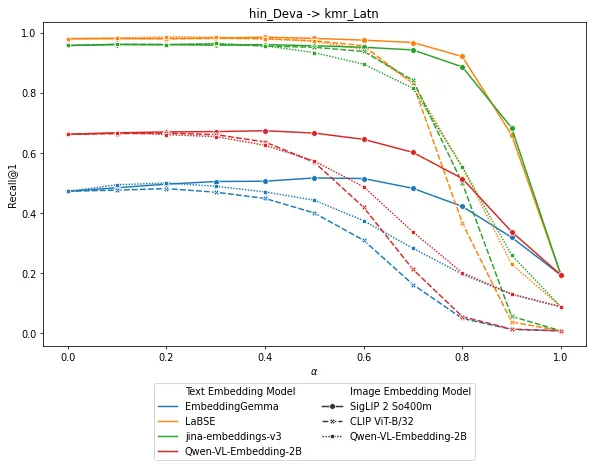 hin_Deva -> kmr_Latn
1.0
0.8
0.6
0.4
0.2
0.0
Recall@1
0.0 0.2 0.4 0.6 0.8 1.0
α
Text Embedding Model Image Embedding Model
EmbeddingGemma SigLIP 2 So400m
LaBSE CLIP ViT-B/32
jina-embeddings-v3 Qwen-VL-Embedding-2B
Qwen-VL-Embedding-2B